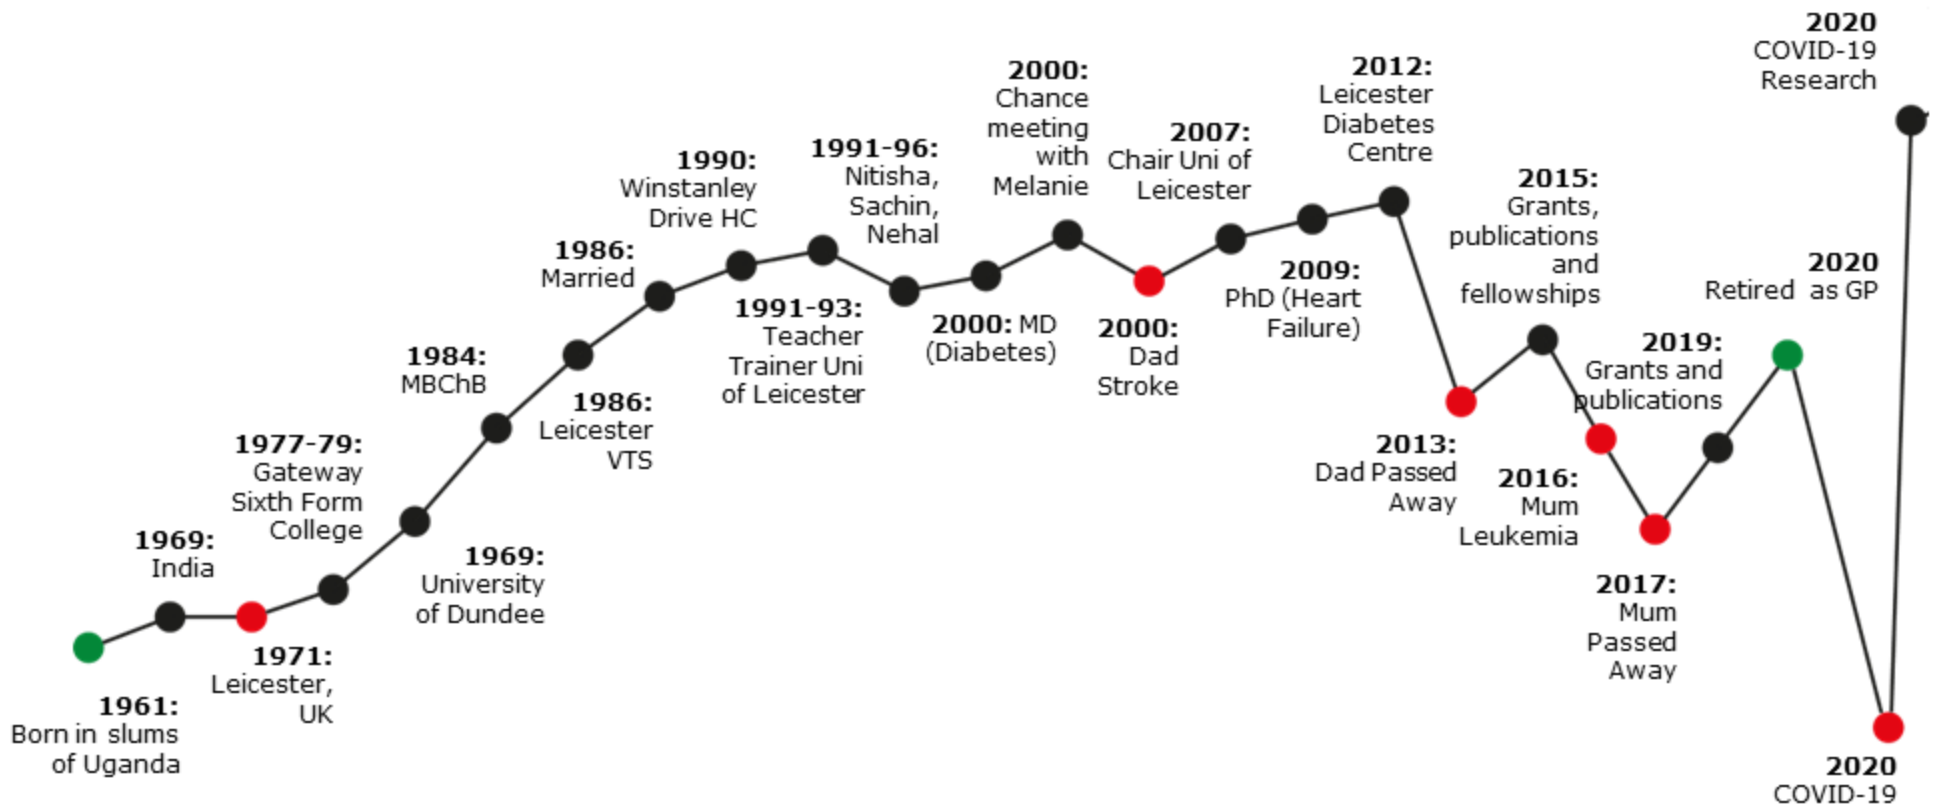 1961:
Born in slums
of Uganda
1969:
India
1971:
Leicester,
UK
1977-79:
Gateway
Sixth Form
College
1969:
University
of Dundee
1984:
MBChB
1986:
Leicester
VTS
1986:
Married
1990:
Winstanley
Drive HC
1991-93:
Teacher
Trainer Uni
of Leicester
1991-96:
Nitisha,
Sachin,
Nehal
2000: MD
(Diabetes)
2000:
Chance
meeting
with
Melanie
2000:
Dad
Stroke
2007:
Chair Uni of
Leicester
2009:
PhD (Heart
Failure)
2012:
Leicester
Diabetes
Centre
2013:
Dad Passed
Away
2015:
Grants,
publications
and
fellowships
2016:
Mum
Leukemia
2017:
Mum
Passed
Away
2019:
Grants and
publications
2020
Retired as GP
2020
COVID-19
2020
COVID-19
Research